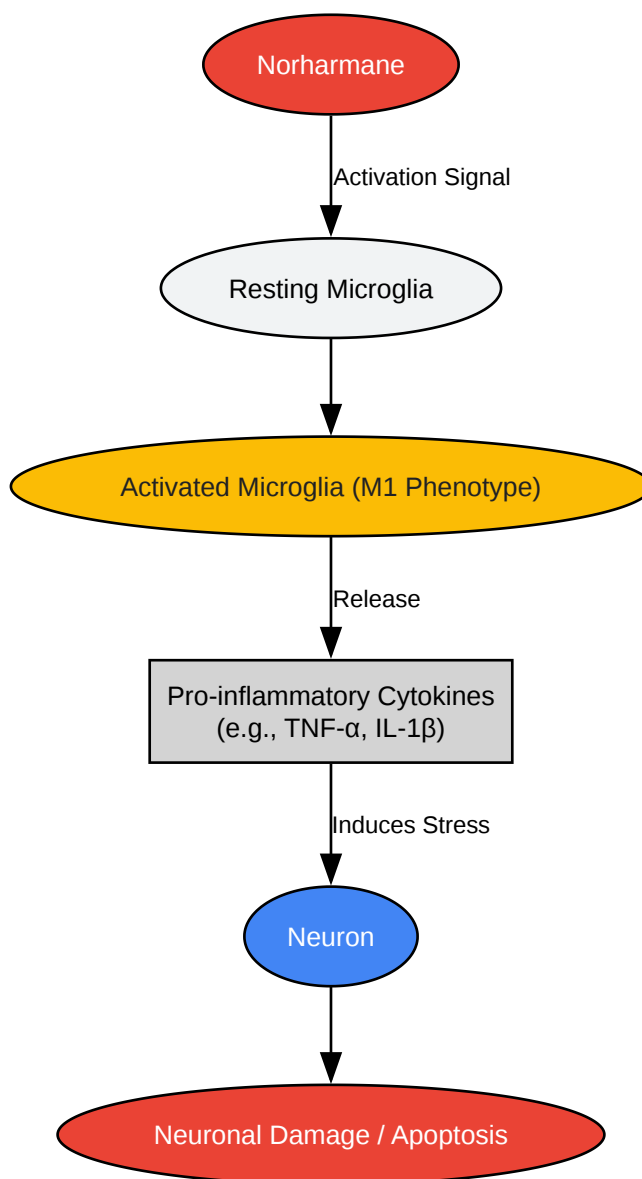 Norharmane
Activation Signal
Resting Microglia
Activated Microglia (M1 Phenotype)
Release
Pro-inflammatory Cytokines
(e.g., TNF-α, IL-1β)
Induces Stress
Neuron
Neuronal Damage / Apoptosis